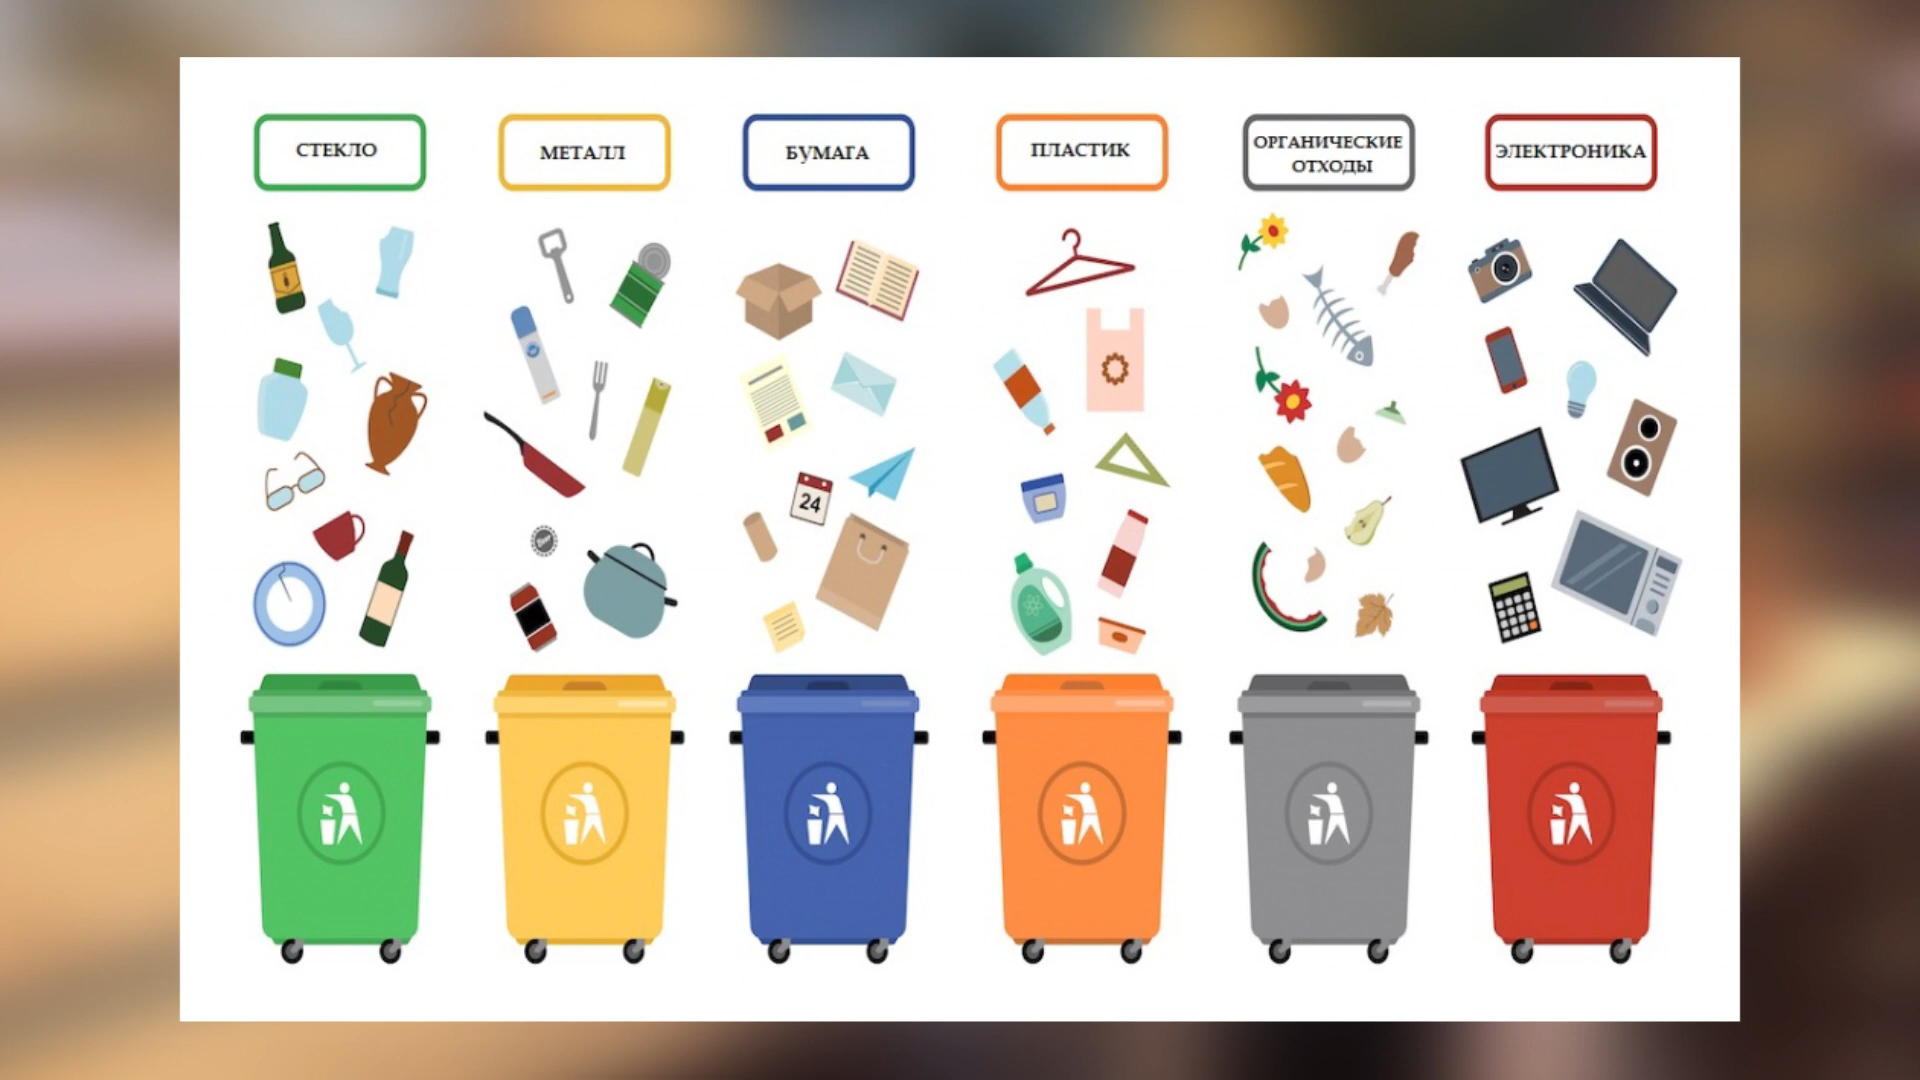 СТЕКЛО
МЕТАЛЛ
БУМАГА
ПЛАСТИК
ОРГАНИЧЕСКИЕ
ОТХОДЫ
ЭЛЕКТРОНИКА
24